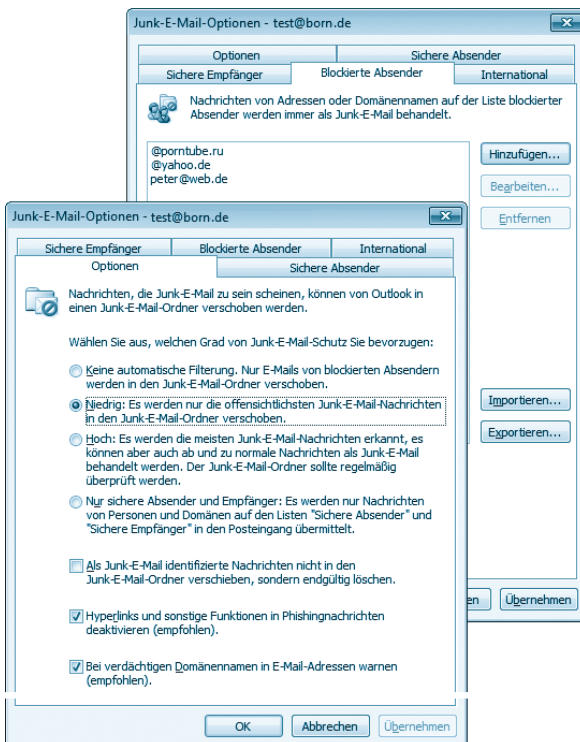 Junk-E-Mail-Optionen - test@born.de
Optionen
Sichere Absender
Sichere Empfänger
Blockierte Absender
International
Nachrichten von Adressen oder Domänennamen auf der Liste blockierter
Absender werden immer als Junk-E-Mail behandelt.
@porntube.ru
@yahoo.de
peter@web.de
Hinzufügen...
Bearbeiten...
Entfernen
Importieren...
Exportieren...
en
Übernehmen
Junk-E-Mail-Optionen - test@born.de
Sichere Empfänger
Blockierte Absender
International
Optionen
Sichere Absender
Nachrichten, die Junk-E-Mail zu sein scheinen, können von Outlook in
einen Junk-E-Mail-Ordner verschoben werden.
Wählen Sie aus, welchen Grad von Junk-E-Mail-Schutz Sie bevorzugen:
Keine automatische Filterung. Nur E-Mails von blockierten Absendern
werden in den Junk-E-Mail-Ordner verschoben.
Niedrig: Es werden nur die offensichtlichsten Junk-E-Mail-Nachrichten
in den Junk-E-Mail-Ordner verschoben.
Hoch: Es werden die meisten Junk-E-Mail-Nachrichten erkannt, es
können aber auch ab und zu normale Nachrichten als Junk-E-Mail
behandelt werden. Der Junk-E-Mail-Ordner sollte regelmäßig
überprüft werden.
Nur sichere Absender und Empfänger: Es werden nur Nachrichten
von Personen und Domänen auf den Listen "Sichere Absender" und
"Sichere Empfänger" in den Posteingang übermittelt.
Als Junk-E-Mail identifizierte Nachrichten nicht in den
Junk-E-Mail-Ordner verschieben, sondern endgültig löschen.
Hyperlinks und sonstige Funktionen in Phishingnachrichten
deaktivieren (empfohlen).
Bei verdächtigen Domänennamen in E-Mail-Adressen warnen
(empfohlen).
OK
Abbrechen
Übernehmen